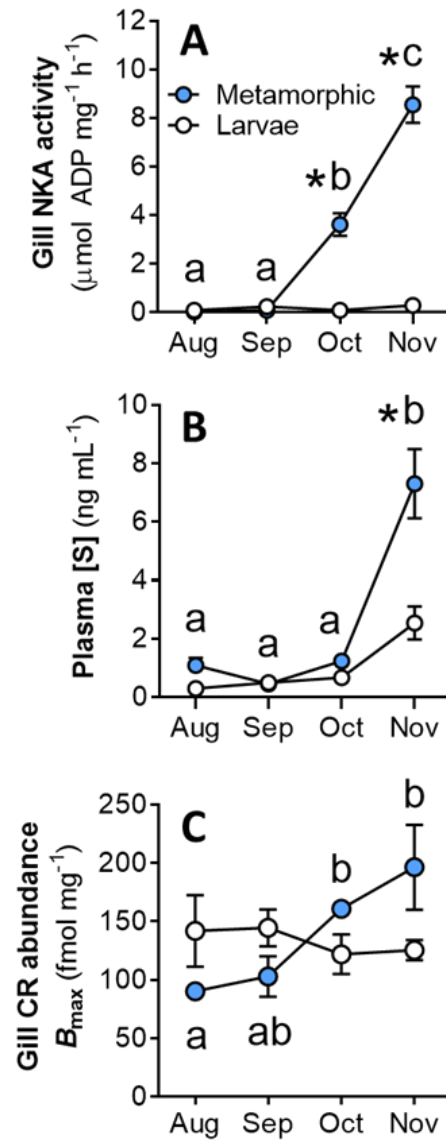 A
Gill NKA activity
(μmol ADP mg⁻¹ h⁻¹)
12
10
8
6
4
2
0
Metamorphic
Larvae
a
a
*b
*c
Aug Sep Oct Nov
B
Plasma [S] (ng mL⁻¹)
10
8
6
4
2
0
a
a
a
*b
Aug Sep Oct Nov
C
Gill CR abundance
Bmax (fmol mg⁻¹)
250
200
150
100
50
0
a
ab
b
b
Aug Sep Oct Nov